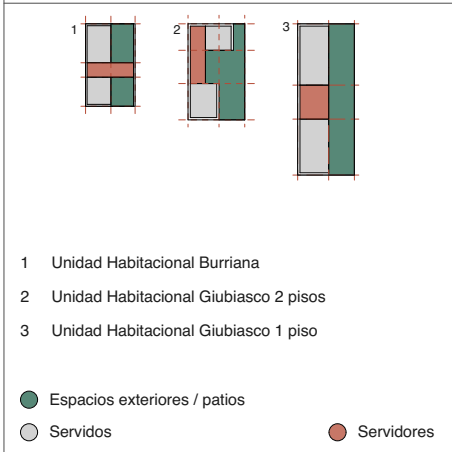 1 2 3
1 Unidad Habitacional Burriana
2 Unidad Habitacional Giubiasco 2 pisos
3 Unidad Habitacional Giubiasco 1 piso
Espacios exteriores / patios
Servidos Servidores